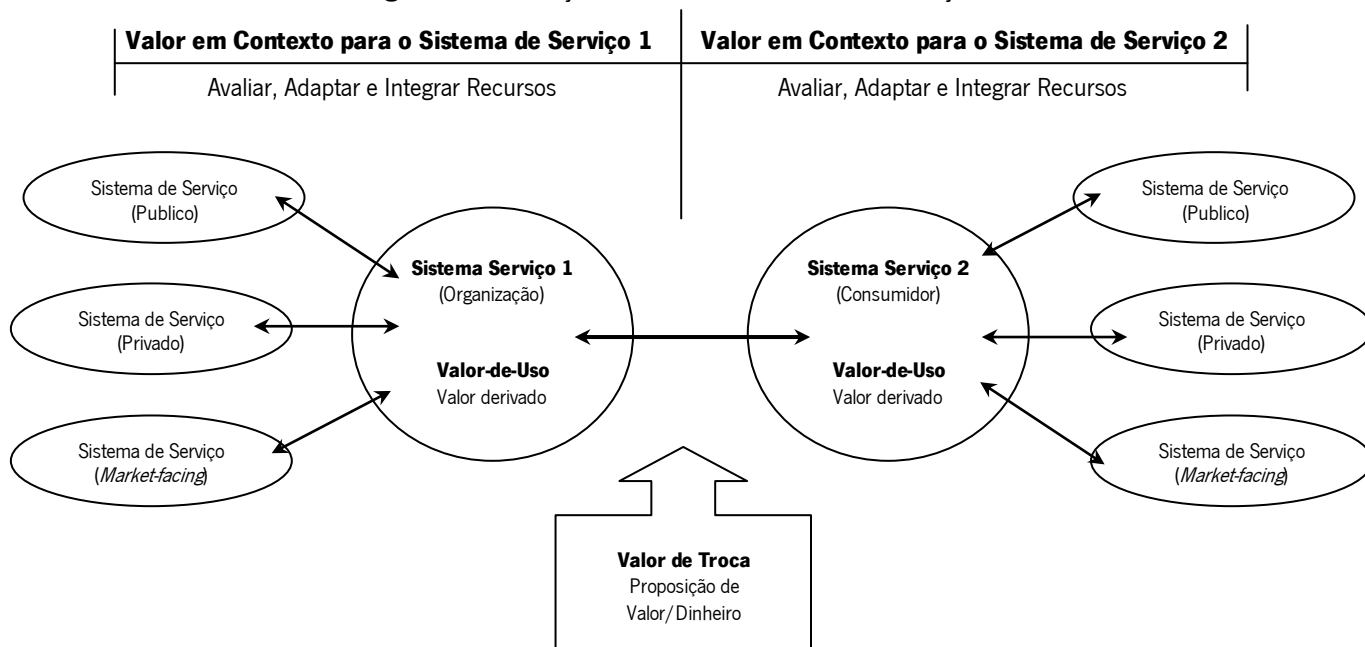 Valor em Contexto para o Sistema de Serviço 1
Valor em Contexto para o Sistema de Serviço 2
Avaliar, Adaptar e Integrar Recursos
Avaliar, Adaptar e Integrar Recursos
Sistema de Serviço
(Publico)
Sistema de Serviço
(Privado)
Sistema de Serviço
(Market-facing)
Sistema Serviço 1
(Organização)
Valor-de-Uso
Valor derivado
Sistema Serviço 2
(Consumidor)
Valor-de-Uso
Valor derivado
Sistema de Serviço
(Publico)
Sistema de Serviço
(Privado)
Sistema de Serviço
(Market-facing)
Valor de Troca
Proposição de
Valor/Dinheiro